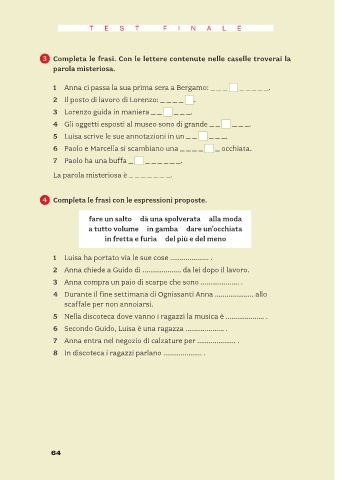 TEST FINALE
3 Completa le frasi. Con le lettere contenute nelle caselle troverai la
parola misteriosa.
1 Anna ci passa la sua prima sera a Bergamo: _ _ _ □ _ _ _ _ _.
2 Il posto di lavoro di Lorenzo: _ _ _ _ □.
3 Lorenzo guida in maniera _ _ □ _ _ _.
4 Gli oggetti esposti al museo sono di grande _ _ □ _ _ _.
5 Luisa scrive le sue annotazioni in un _ _ □ _ _ _.
6 Paolo e Marcella si scambiano una _ _ _ _ □ _ occhiata.
7 Paolo ha una buffa _ □ _ _ _ _ _ _.
La parola misteriosa è _ _ _ _ _ _ _.
4 Completa le frasi con le espressioni proposte.
fare un salto dà una spolverata alla moda
a tutto volume in gamba dare un'occhiata
in fretta e furia del più e del meno
1 Luisa ha portato via le sue cose ................... .
2 Anna chiede a Guido di ................... da lei dopo il lavoro.
3 Anna compra un paio di scarpe che sono ................... .
4 Durante il fine settimana di Ognissanti Anna ................... allo
scaffale per non annoiarsi.
5 Nella discoteca dove vanno i ragazzi la musica è ................... .
6 Secondo Guido, Luisa è una ragazza ................... .
7 Anna entra nel negozio di calzature per ................... .
8 In discoteca i ragazzi parlano ................... .
64